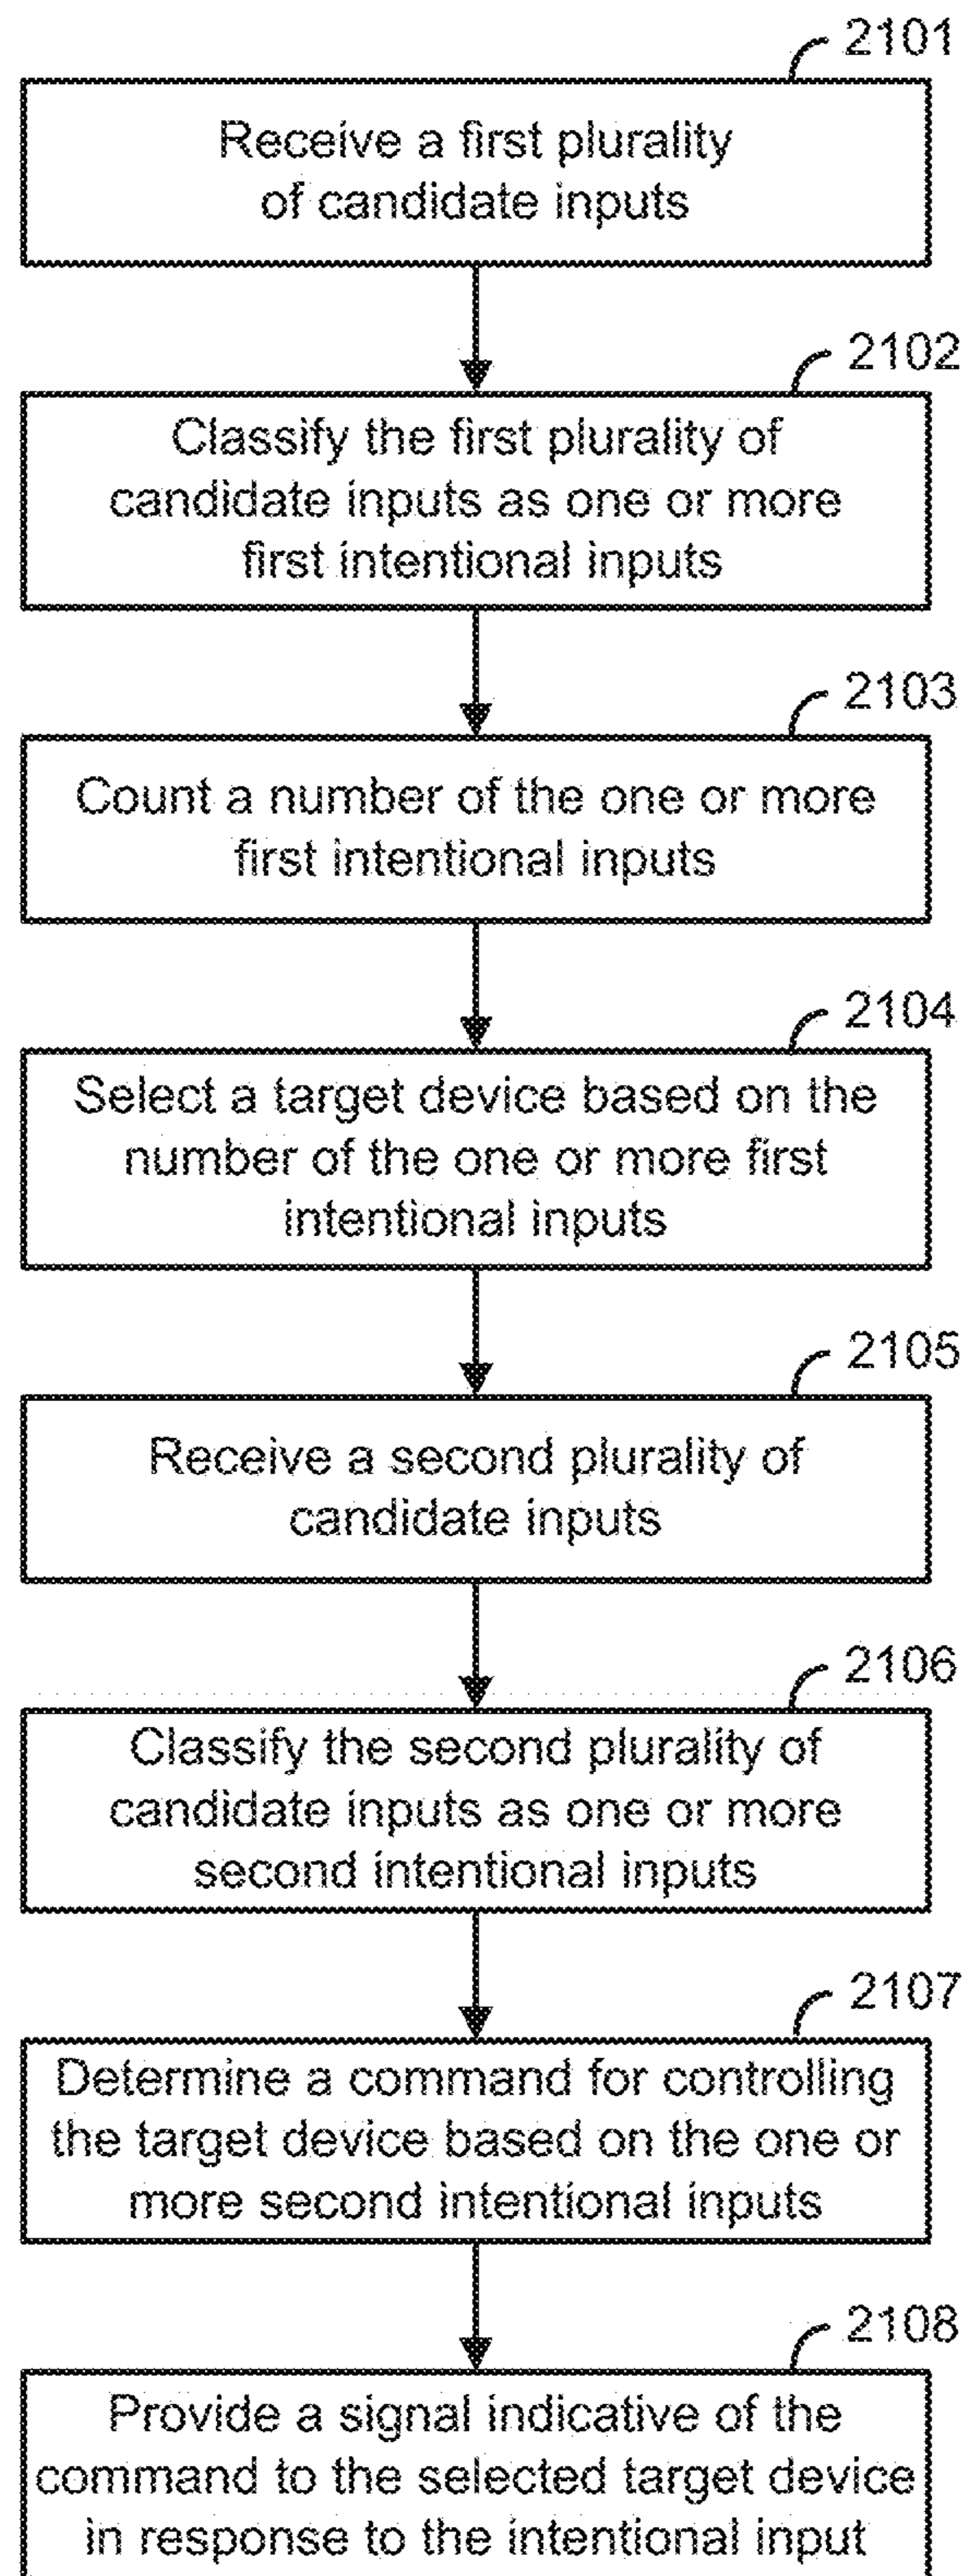 2101
Receive a first plurality
of candidate inputs
2102
Classify the first plurality of
candidate inputs as one or more
first intentional inputs
2103
Count a number of the one or more
first intentional inputs
2104
Select a target device based on the
number of the one or more first
intentional inputs
2105
Receive a second plurality of
candidate inputs
2106
Classify the second plurality of
candidate inputs as one or more
second intentional inputs
2107
Determine a command for controlling
the target device based on the one or
more second intentional inputs
2108
Provide a signal indicative of the
command to the selected target device
in response to the intentional input